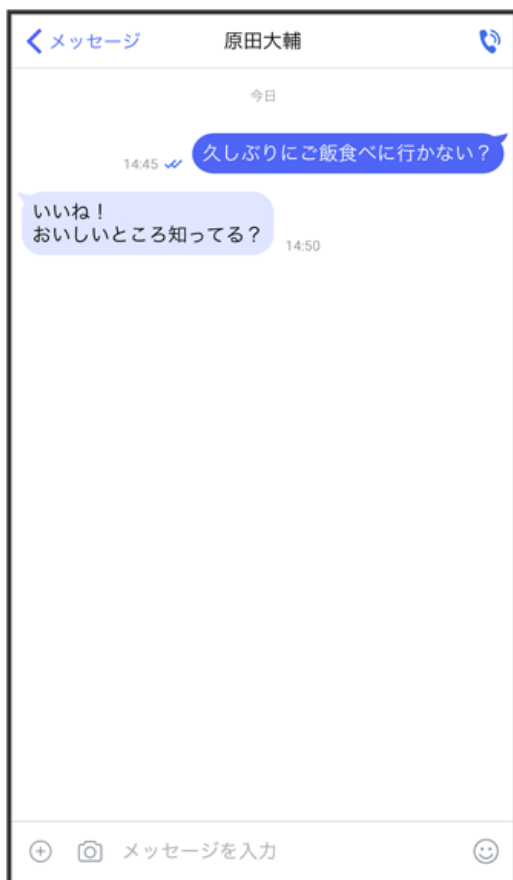 メッセージ
原田大輔
今日
久しぶりにご飯食べに行かない？
14:45
いいね！
おいしいところ知ってる？
14:50
メッセージを入力